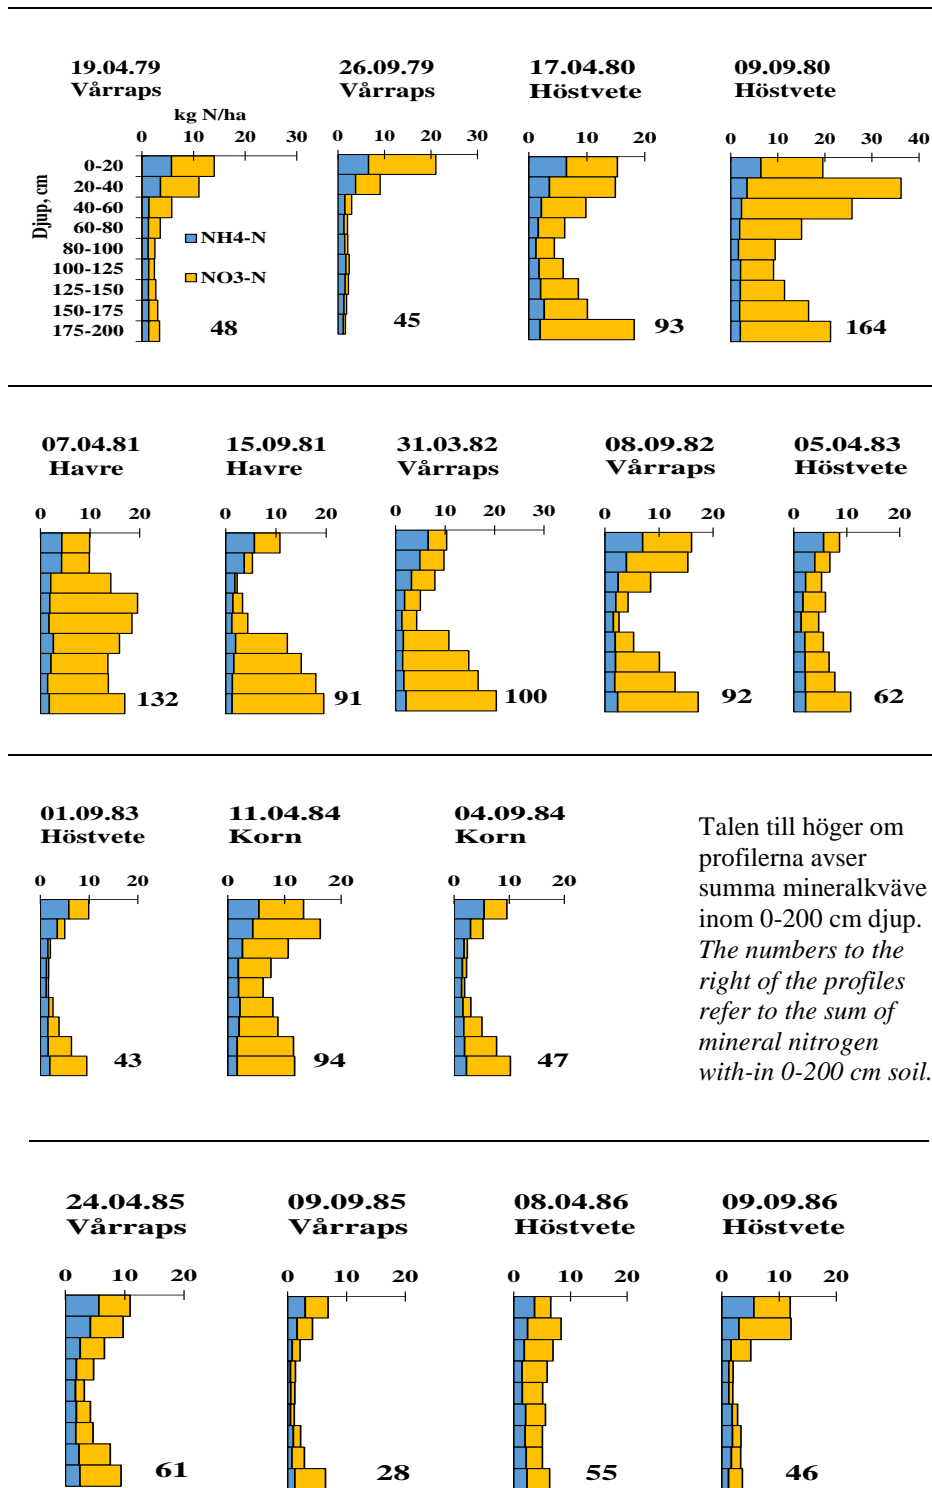 19.04.79 26.09.79 17.04.80 09.09.80
Vårraps Vårraps Höstvete Höstvete
kg N/ha
0 10 20 30 0 10 20 30 0 10 20 0 10 20 30 40
Djup, cm
0-20
20-40
40-60
60-80
80-100
100-125
125-150
150-175
175-200
NH4-N
NO3-N
48 45 93 164
07.04.81 15.09.81 31.03.82 08.09.82 05.04.83
Havre Havre Vårraps Vårraps Höstvete
0 10 20 0 10 20 0 10 20 30 0 10 20 0 10 20
132 91 100 92 62
01.09.83 11.04.84 04.09.84
Höstvete Korn Korn
0 10 20 0 10 20 0 10 20
43 94 47
Talen till höger om
profilerna avser
summa mineralkväve
inom 0-200 cm djup.
The numbers to the
right of the profiles
refer to the sum of
mineral nitrogen
with-in 0-200 cm soil.
24.04.85 09.09.85 08.04.86 09.09.86
Vårraps Vårraps Höstvete Höstvete
0 10 20 0 10 20 0 10 20 0 10 20
61 28 55 46